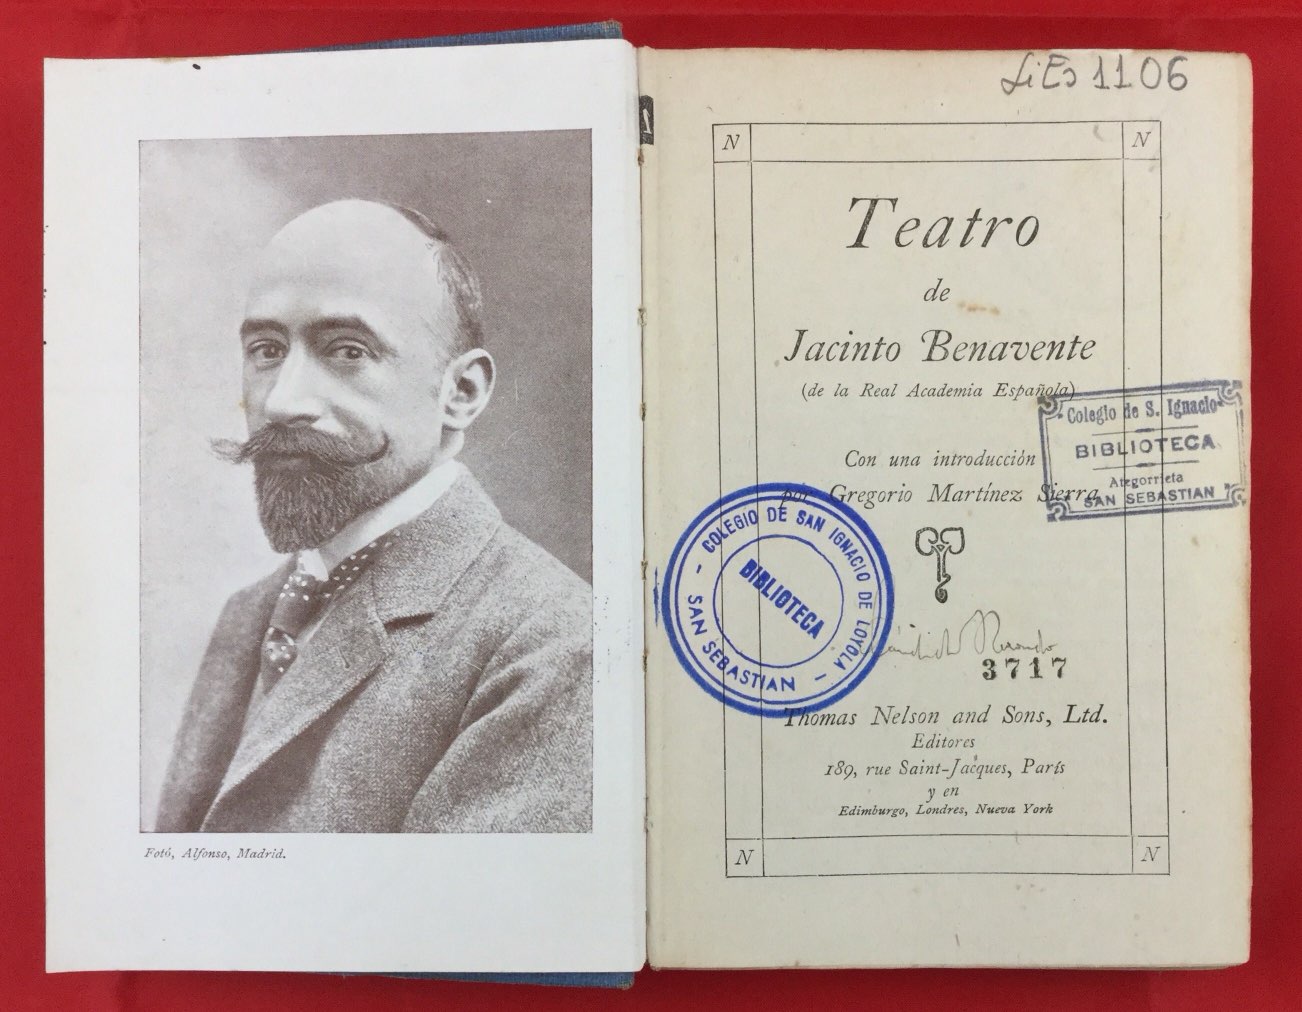 Fotó, Alfonso, Madrid.
LiEs 1106
N
N
Teatro
de
Jacinto Benavente
(de la Real Academia Española)
Con una introducción
por Gregorio Martínez Sierra
Colegio de S. Ignacio
BIBLIOTECA
Ategorrieta
SAN SEBASTIAN
COLEGIO DE SAN IGNACIO DE LOYOLA
BIBLIOTECA
SAN SEBASTIAN
3717
Thomas Nelson and Sons, Ltd.
Editores
189, rue Saint-Jacques, París
y en
Edimburgo, Londres, Nueva York
N
N